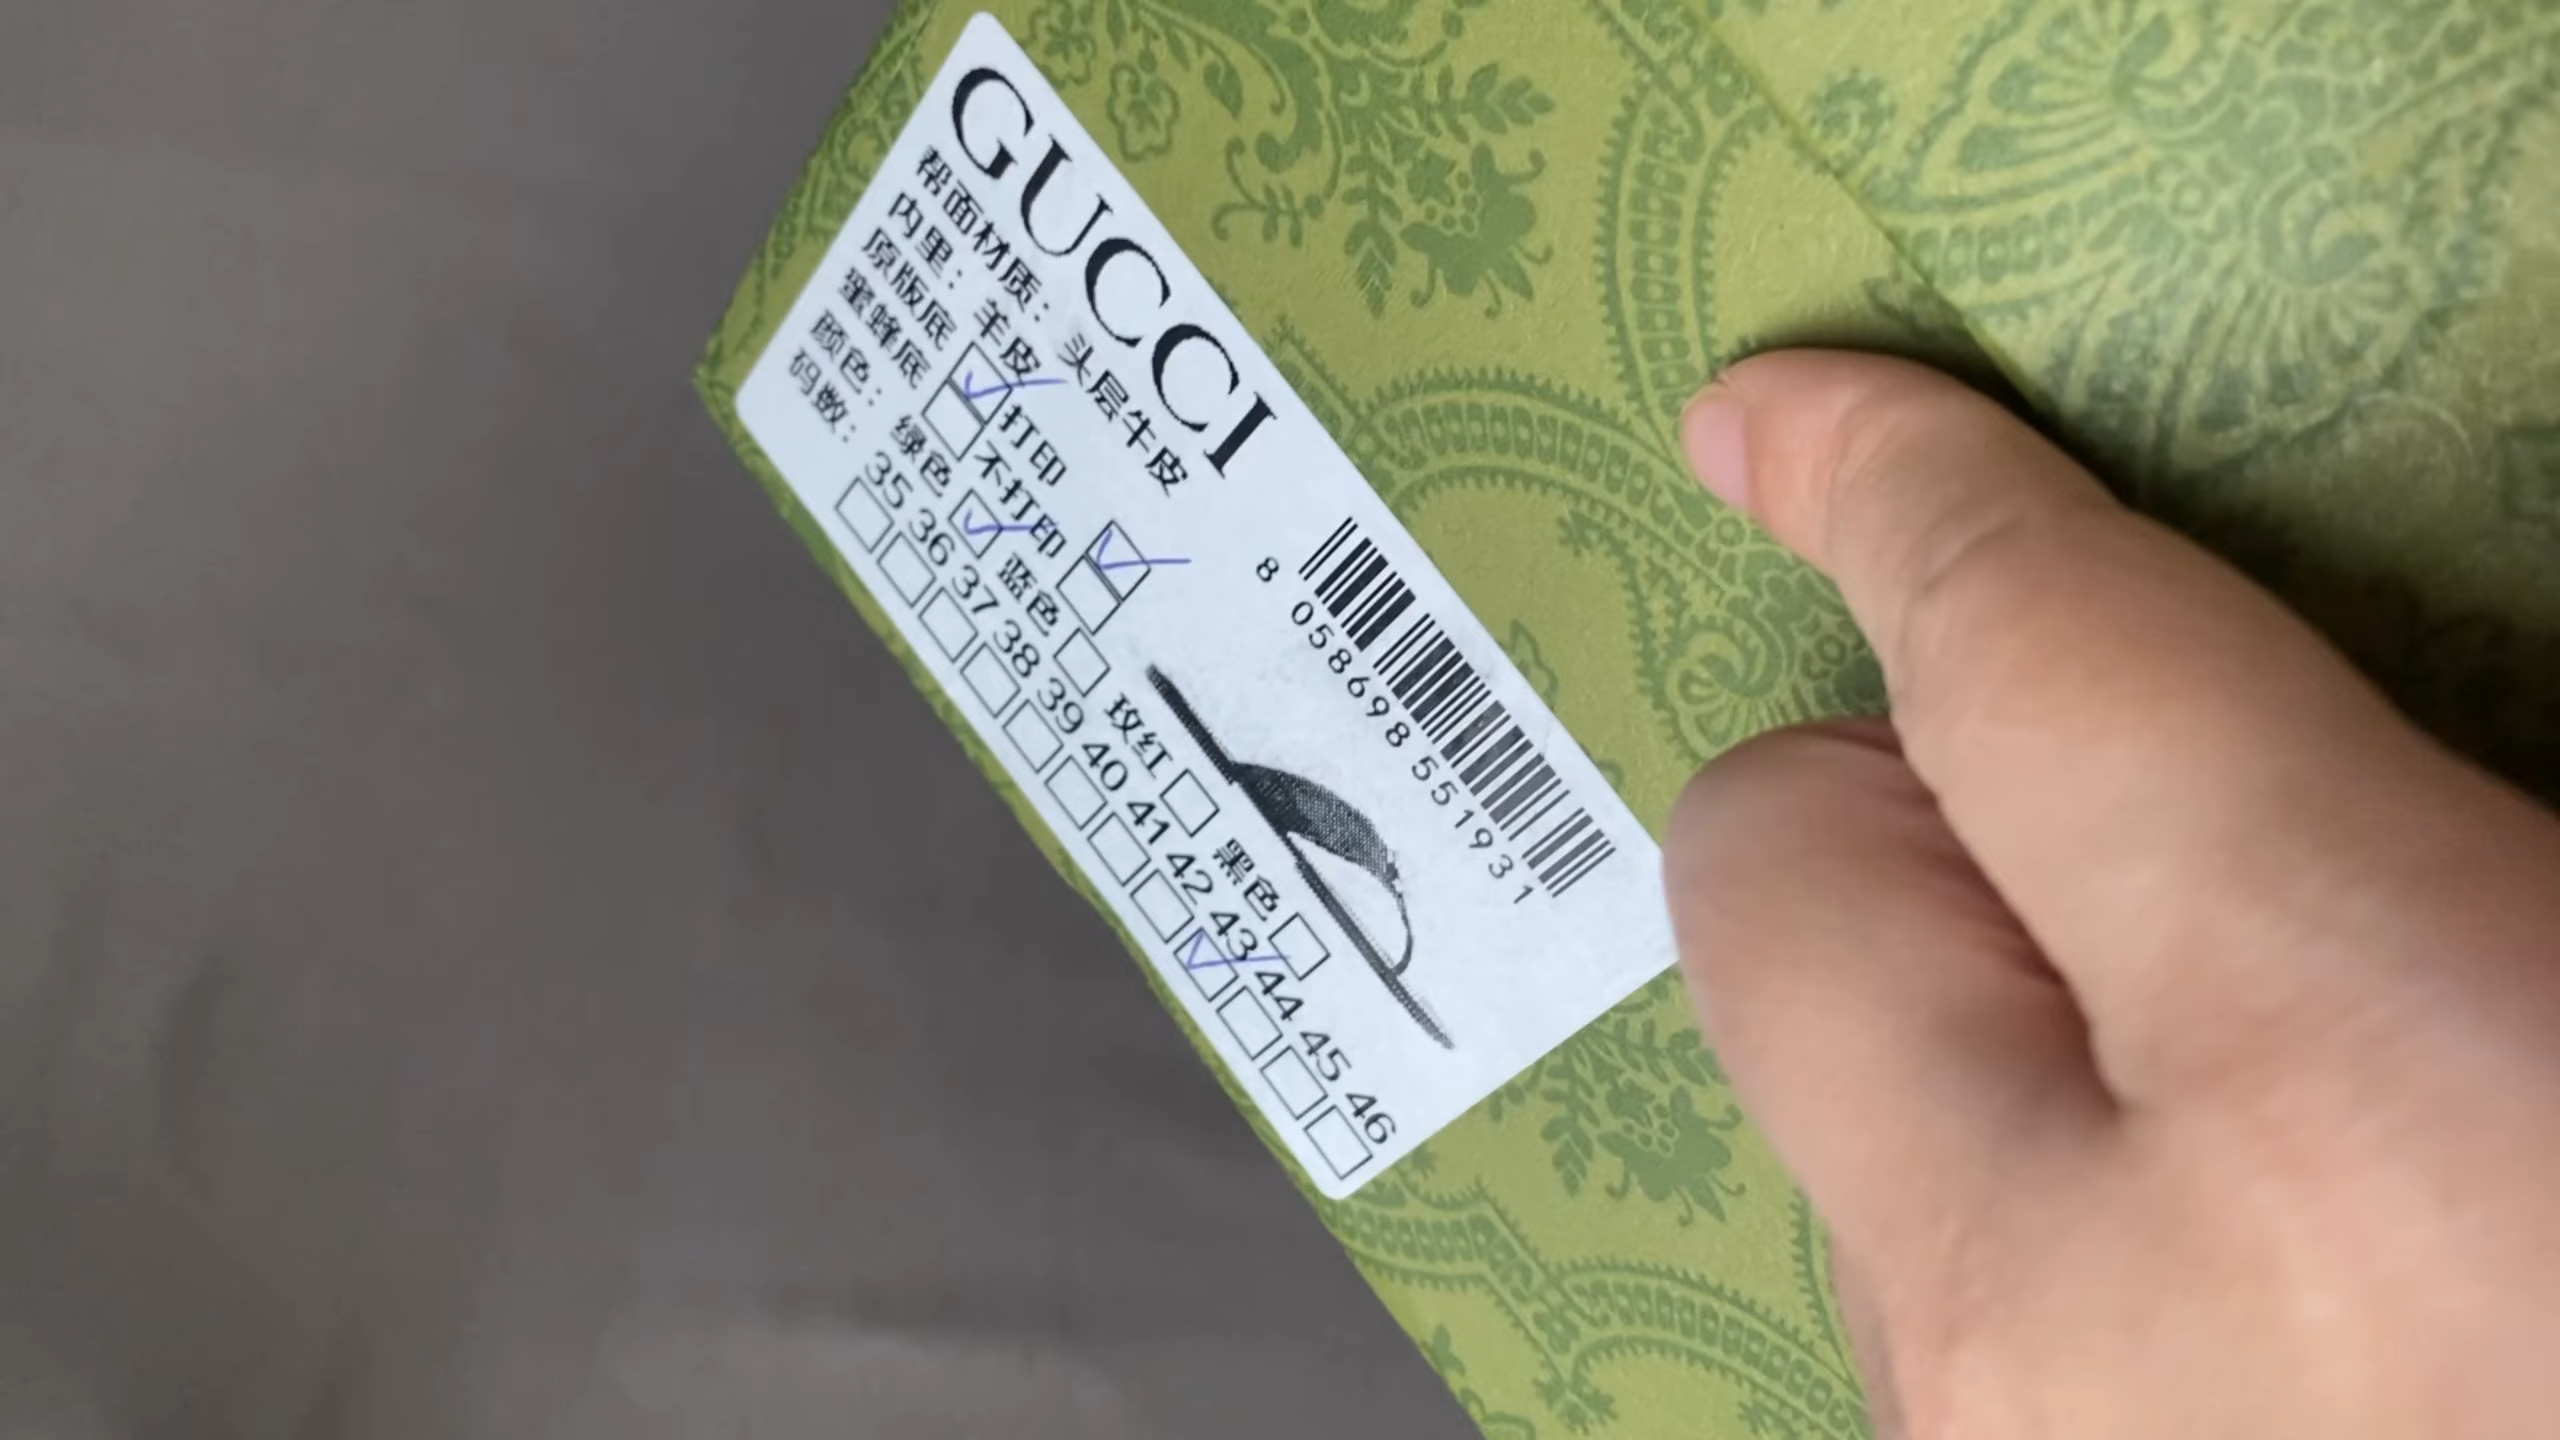 GUCCI
帮面材质：头层牛皮
内里：羊皮
原版底 打印
蜜蜂底 不打印
颜色：绿色 蓝色 玫红 黑色
码数：35 36 37 38 39 40 41 42 43 44 45 46
8 058698 551931